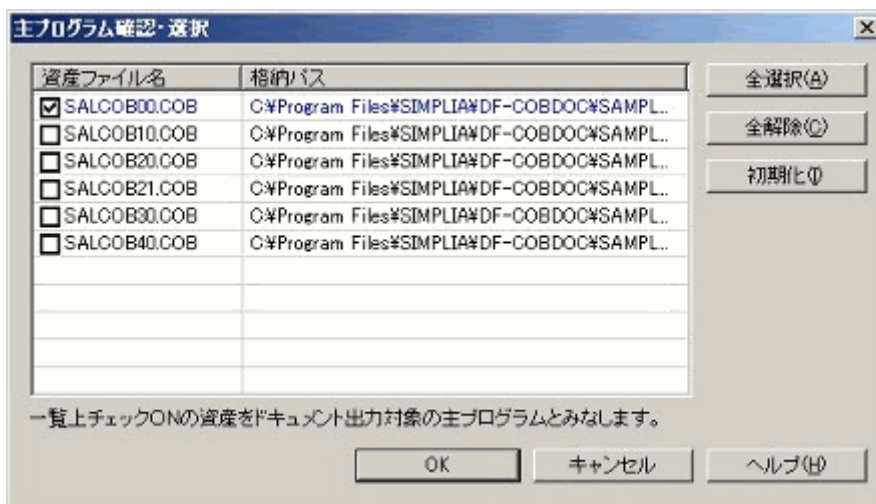 主プログラム確認・選択
資産ファイル名 格納パス
SALCOB00.COB C:¥Program Files¥SIMPLIA¥DF-COBDOC¥SAMPL...
SALCOB10.COB C:¥Program Files¥SIMPLIA¥DF-COBDOC¥SAMPL...
SALCOB20.COB C:¥Program Files¥SIMPLIA¥DF-COBDOC¥SAMPL...
SALCOB21.COB C:¥Program Files¥SIMPLIA¥DF-COBDOC¥SAMPL...
SALCOB30.COB C:¥Program Files¥SIMPLIA¥DF-COBDOC¥SAMPL...
SALCOB40.COB C:¥Program Files¥SIMPLIA¥DF-COBDOC¥SAMPL...
全選択(A)
全解除(C)
初期化(I)
一覧上チェックONの資産をドキュメント出力対象の主プログラムとみなします。
OK キャンセル ヘルプ(H)